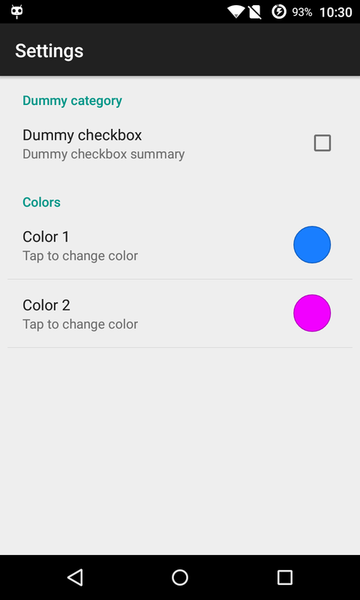 93% 10:30
Settings
Dummy category
Dummy checkbox
Dummy checkbox summary
Colors
Color 1
Tap to change color
Color 2
Tap to change color